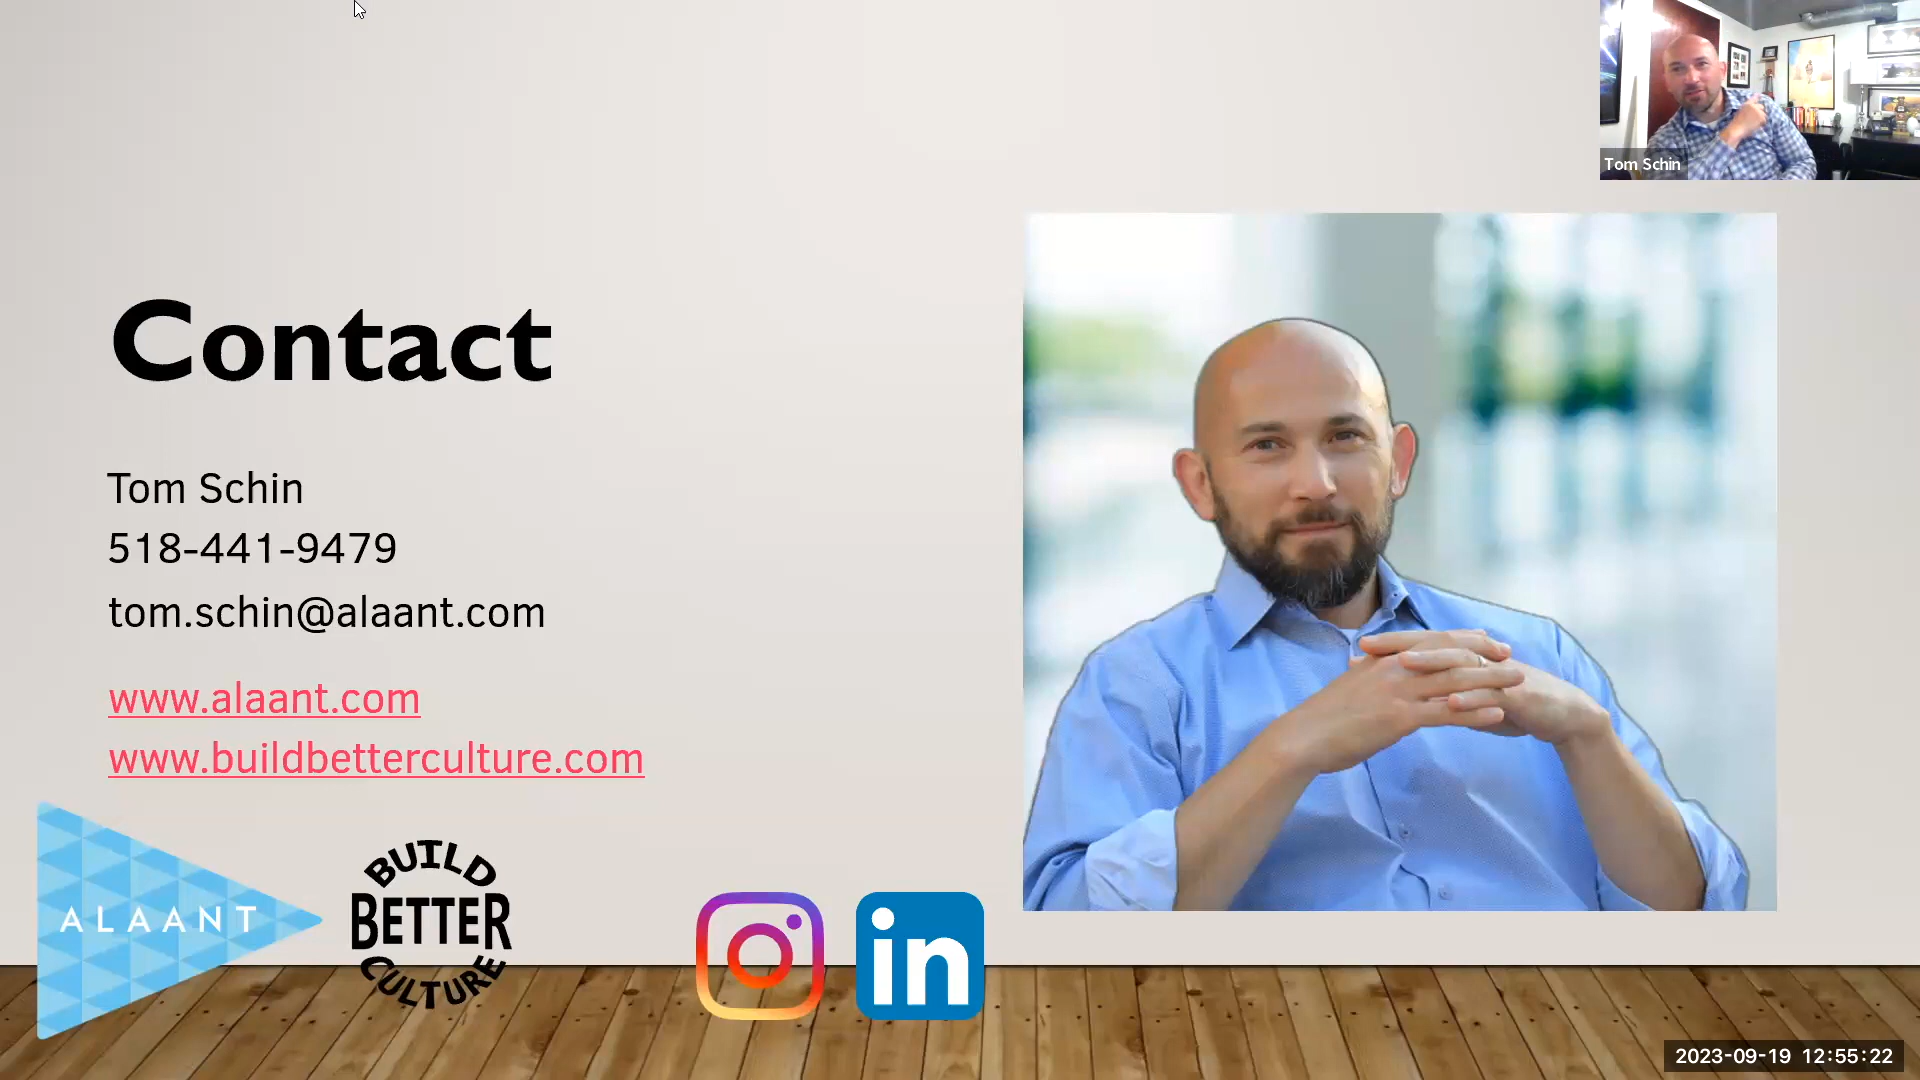 Tom Schin
Contact
Tom Schin
518-441-9479
tom.schin@alaant.com
www.alaant.com
www.buildbetterculture.com
ALAANT
BUILD
BETTER
CULTURE
in
2023-09-19 12:55:22